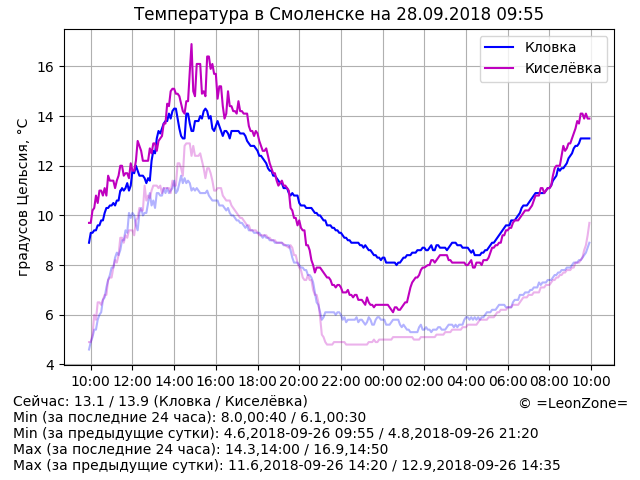 Температура в Смоленске на 28.09.2018 09:55
Кловка
Киселёвка
градусов Цельсия, °C
16
14
12
10
8
6
4
10:00 12:00 14:00 16:00 18:00 20:00 22:00 00:00 02:00 04:00 06:00 08:00 10:00
Сейчас: 13.1 / 13.9 (Кловка / Киселёвка)
© =LeonZone=
Min (за последние 24 часа): 8.0,00:40 / 6.1,00:30
Min (за предыдущие сутки): 4.6,2018-09-26 09:55 / 4.8,2018-09-26 21:20
Max (за последние 24 часа): 14.3,14:00 / 16.9,14:50
Max (за предыдущие сутки): 11.6,2018-09-26 14:20 / 12.9,2018-09-26 14:35